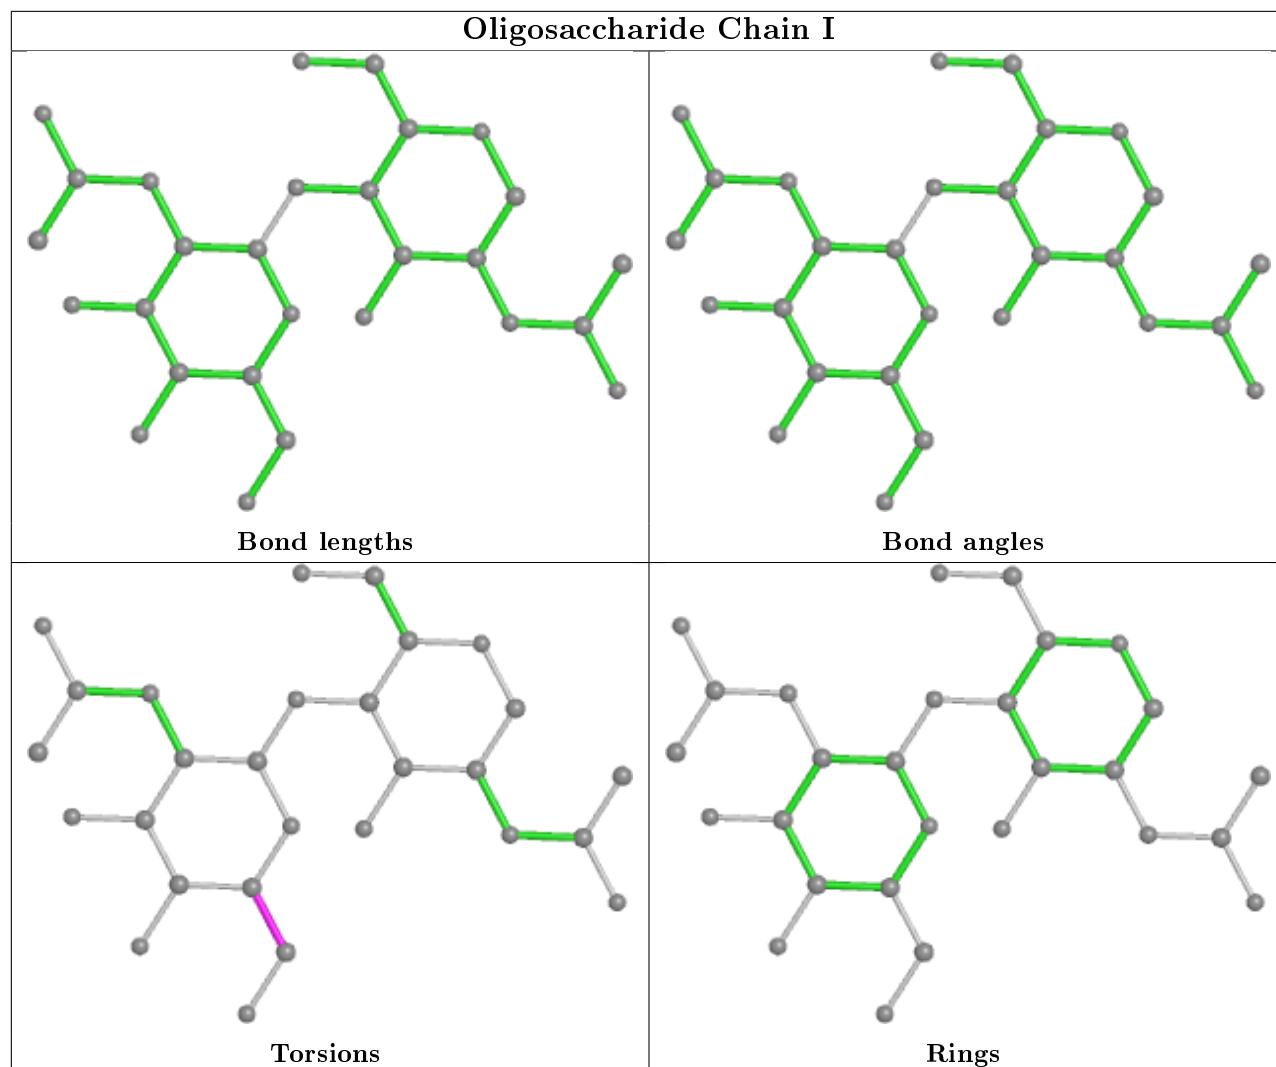 Oligosaccharide Chain I
Bond lengths
Bond angles
Torsions
Rings